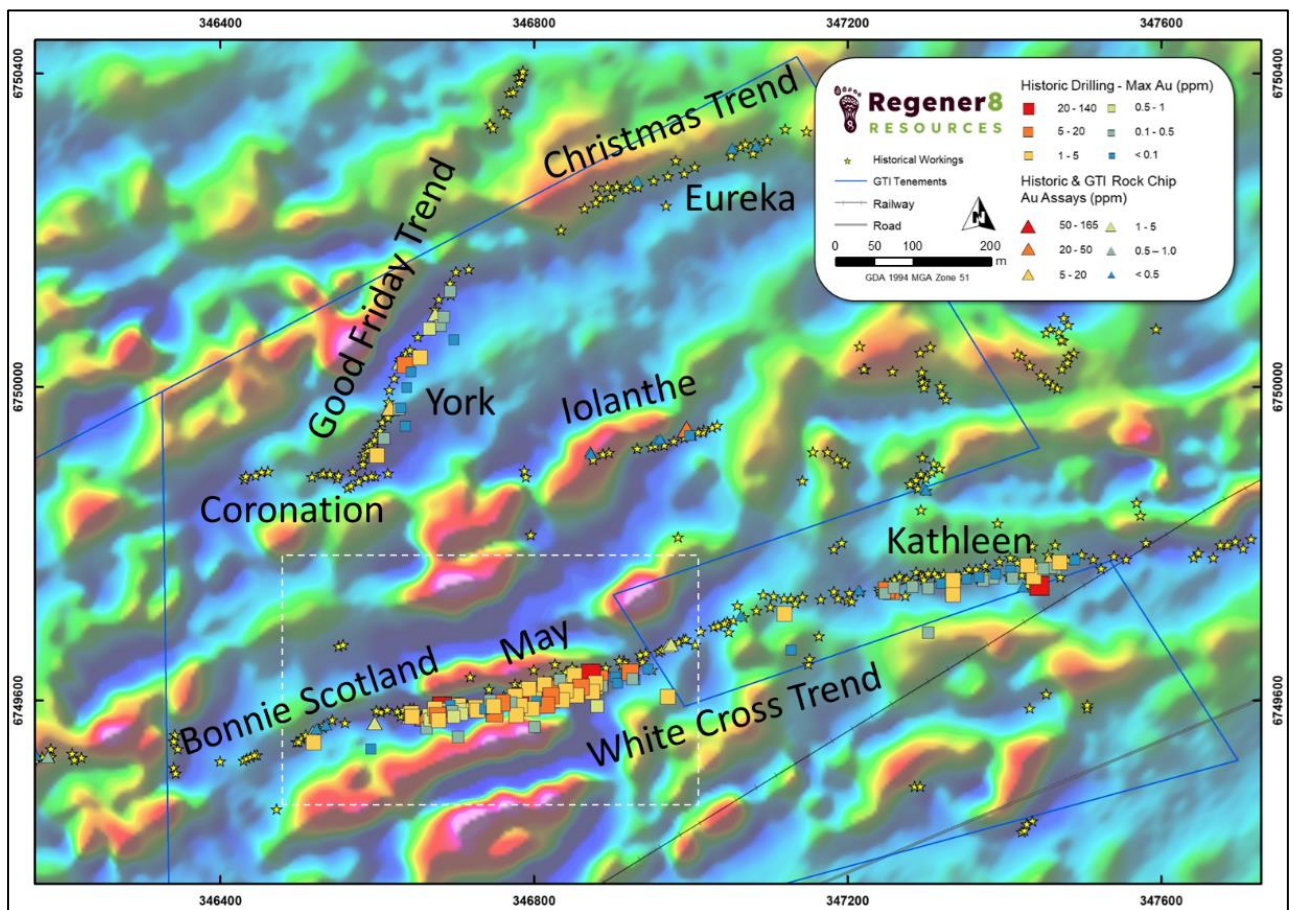 346400 346800 347200 347600
6750400
6750400
Regener8
RESOURCES
Historical Workings
GTI Tenements
Railway
Road
0 50 100 200
m
GDA 1994 MGA Zone 51
N
Historic Drilling - Max Au (ppm)
20 - 140 0.5 - 1
5 - 20 0.1 - 0.5
1 - 5 < 0.1
Historic & GTI Rock Chip
Au Assays (ppm)
50 - 165 1 - 5
20 - 50 0.5 – 1.0
5 - 20 < 0.5
Christmas Trend
Eureka
Good Friday Trend
York
Iolanthe
6750000
6750000
Coronation
Kathleen
May
Bonnie Scotland
White Cross Trend
6749600
6749600
346400 346800 347200 347600